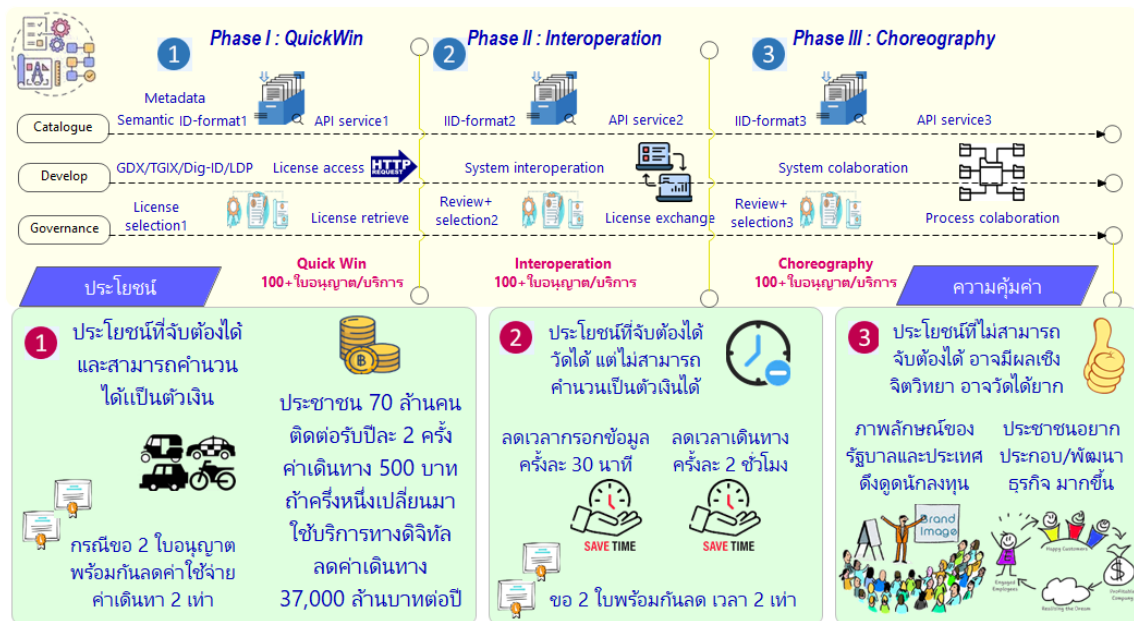 1 Phase I : QuickWin
2 Phase II : Interoperation
3 Phase III : Choreography
Catalogue
Metadata
Semantic ID-format1
API service1
IID-format2
API service2
IID-format3
API service3
Develop
GDX/TGIX/Dig-ID/LDP
License access
HTTP
REQUEST
System interoperation
System colaboration
Governance
License
selection1
License retrieve
Review+
selection2
License exchange
Review+
selection3
Process colaboration
Quick Win
100+ใบอนุญาต/บริการ
Interoperation
100+ใบอนุญาต/บริการ
Choreography
100+ใบอนุญาต/บริการ
ประโยชน์
ความคุ้มค่า
1
ประโยชน์ที่จับต้องได้
และสามารถคำนวน
ได้เเป็นตัวเงิน
กรณีขอ 2 ใบอนุญาต
พร้อมกันลดค่าใช้จ่าย
ค่าเดินทา 2 เท่า
ประชาชน 70 ล้านคน
ติดต่อรับปีละ 2 ครั้ง
ค่าเดินทาง 500 บาท
ถ้าครึ่งหนึ่งเปลี่ยนมา
ใช้บริการทางดิจิทัล
ลดค่าเดินทาง
37,000 ล้านบาทต่อปี
2
ประโยชน์ที่จับต้องได้
วัดได้ แต่ไม่สามารถ
คำนวนเป็นตัวเงินได้
ลดเวลากรอกข้อมูล
ครั้งละ 30 นาที
SAVE TIME
ลดเวลาเดินทาง
ครั้งละ 2 ชั่วโมง
SAVE TIME
ขอ 2 ใบพร้อมกันลด เวลา 2 เท่า
3
ประโยชน์ที่ไม่สามารถ
จับต้องได้ อาจมีผลเชิง
จิตวิทยา อาจวัดได้ยาก
ภาพลักษณ์ของ
รัฐบาลและประเทศ
ดึงดูดนักลงทุน
Brand
Image
ประชาชนอยาก
ประกอบ/พัฒนา
ธุรกิจ มากขึ้น
Happy Customers
Engaged
Employees
Realizing the Dream
Profitable
Company